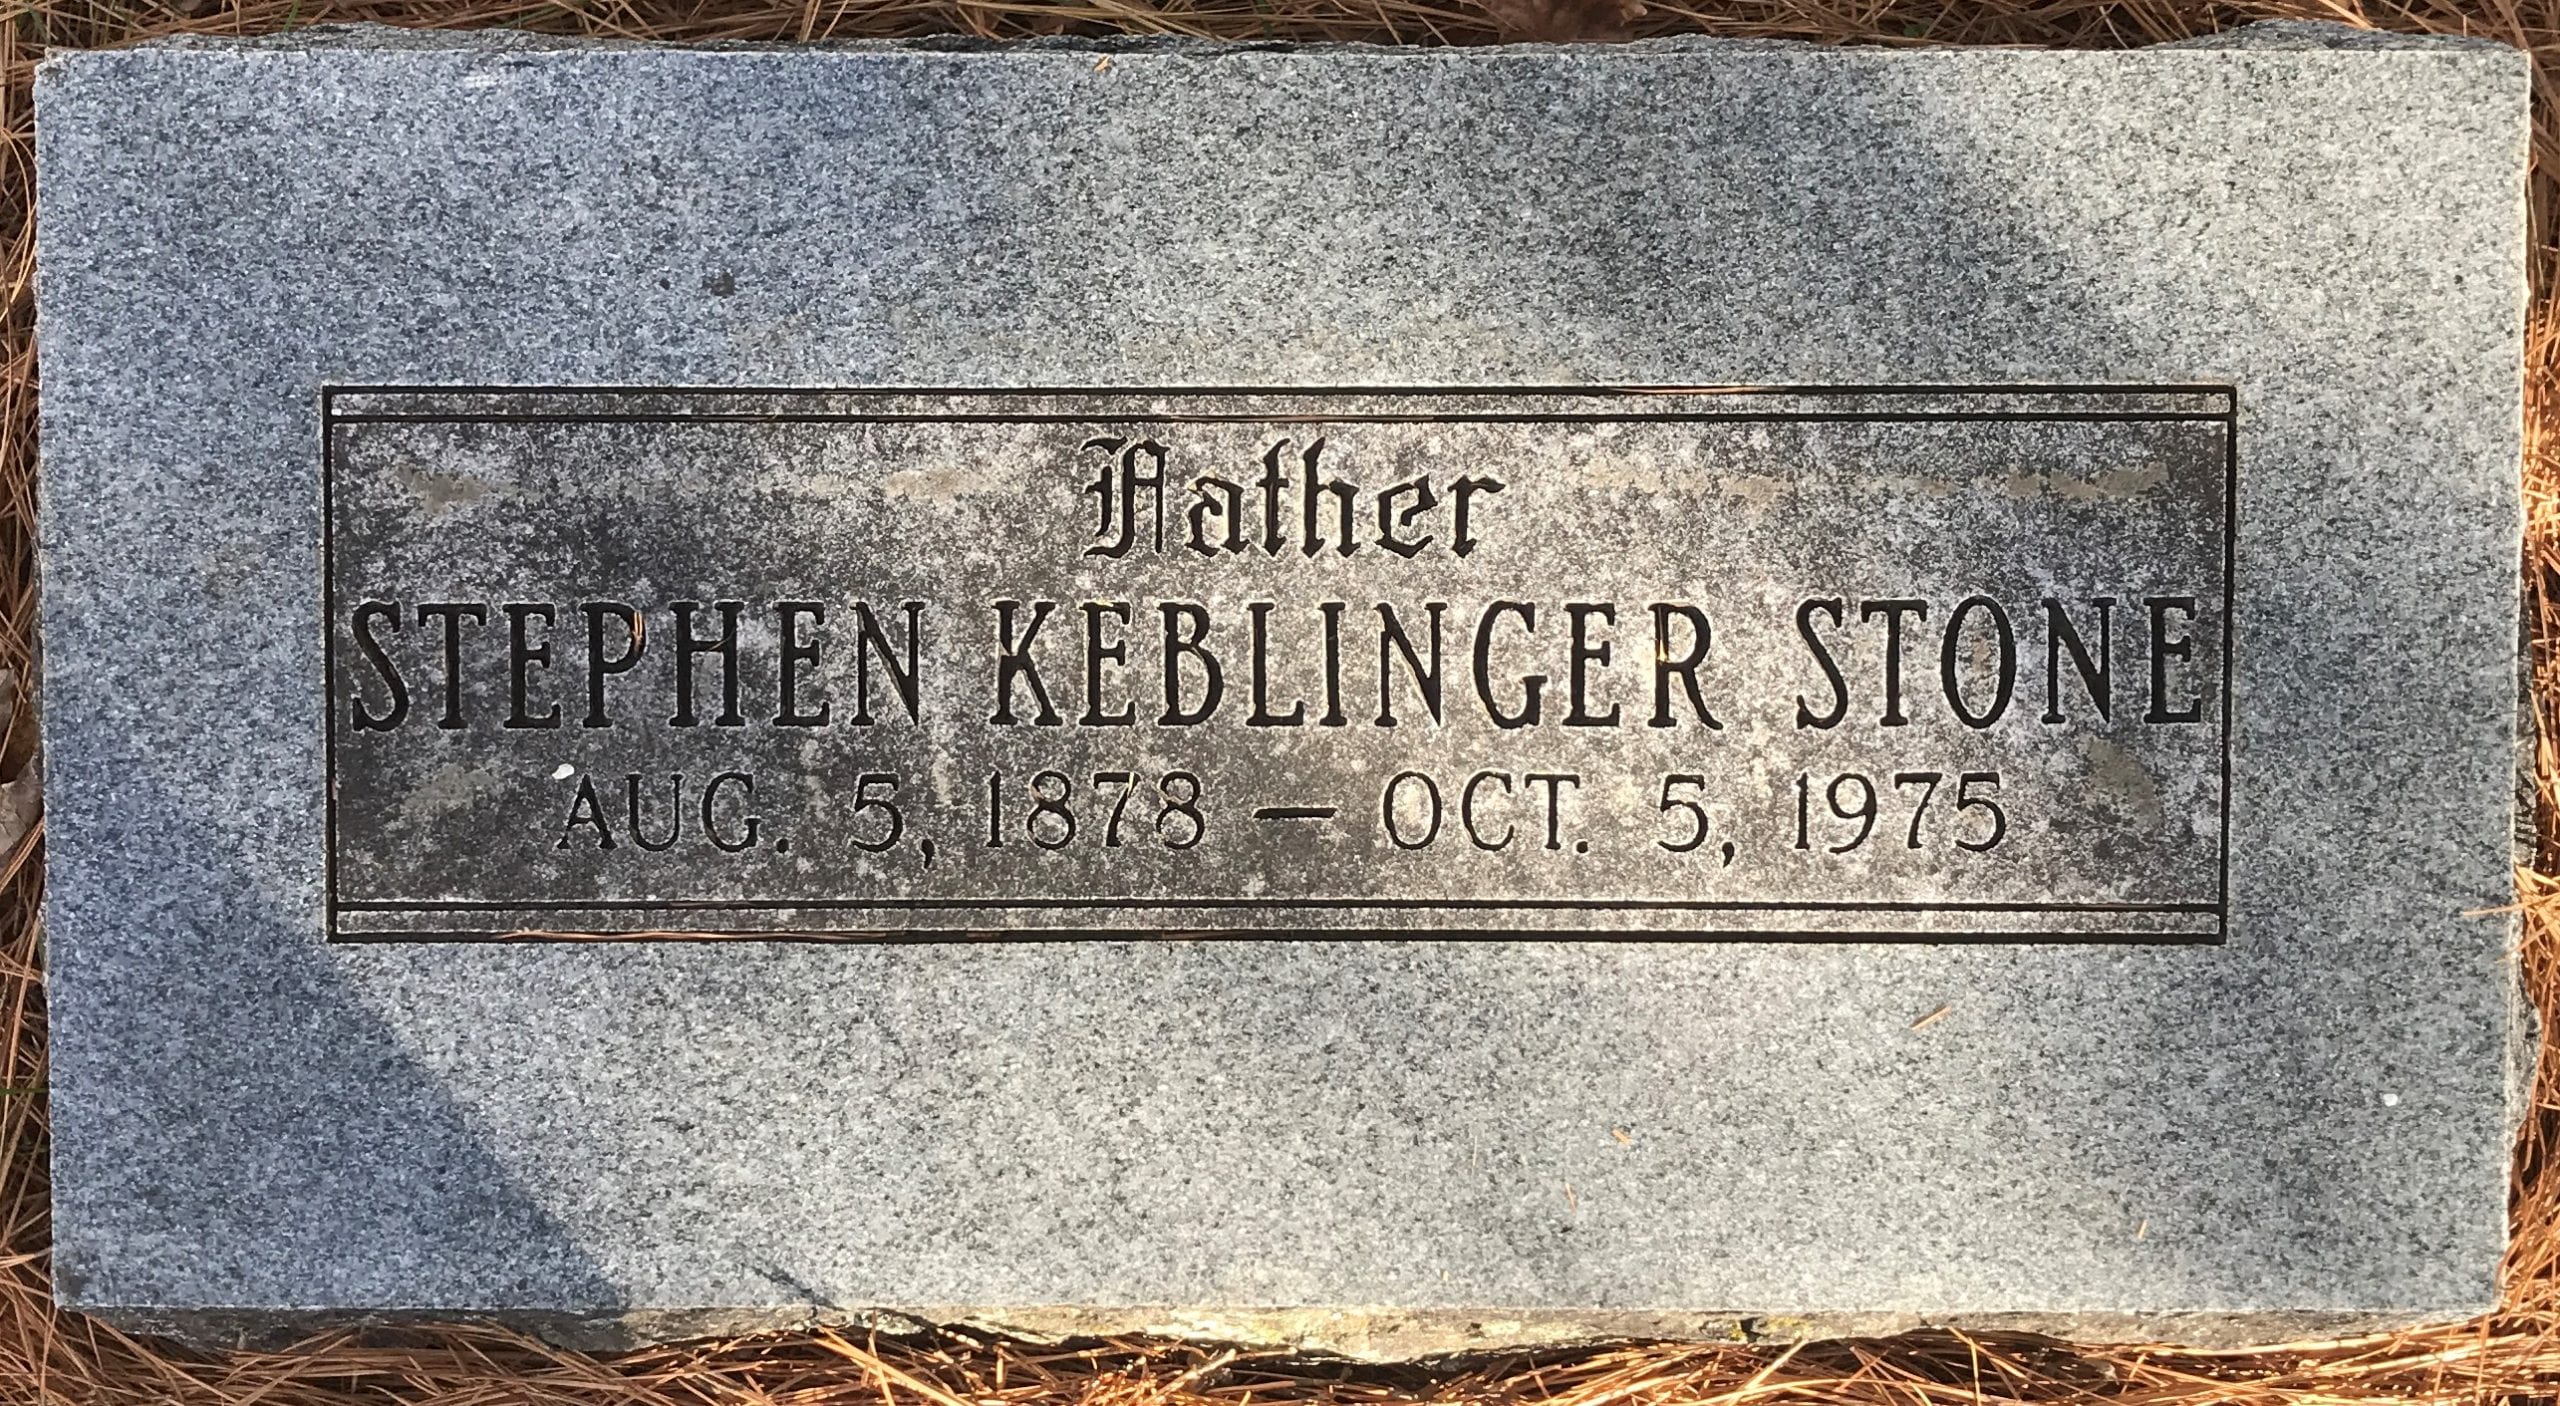 Father
STEPHEN KEBLINGER STONE
AUG. 5, 1878 — OCT. 5, 1975